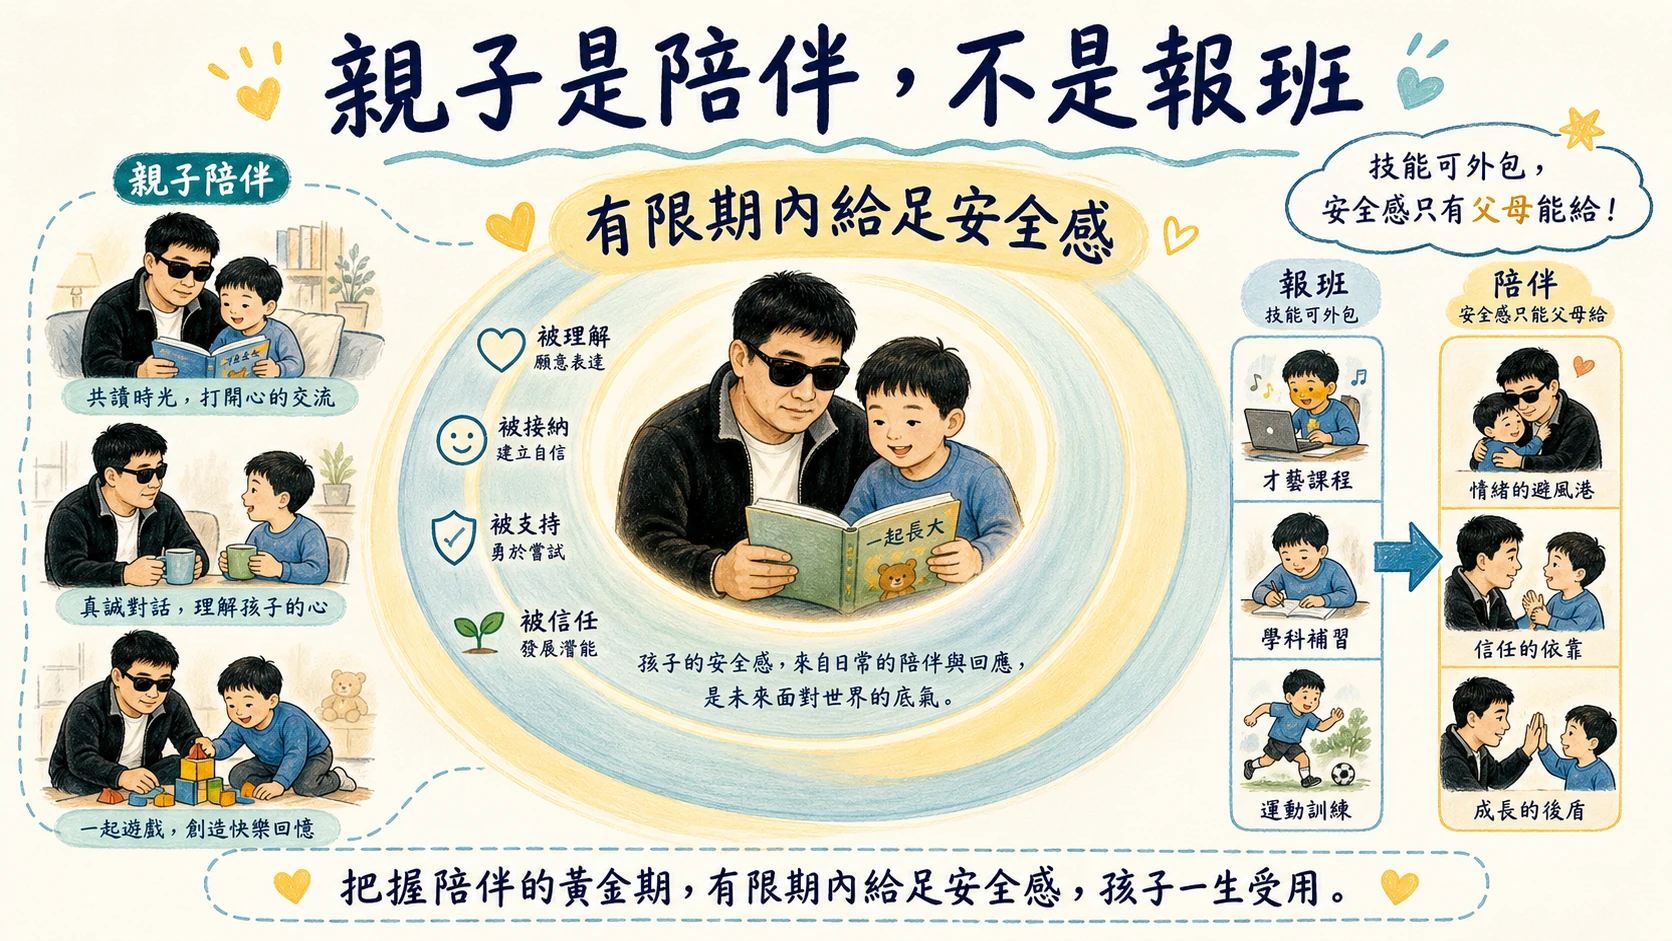 親子是陪伴，不是報班
親子陪伴
共讀時光，打開心的交流
真誠對話，理解孩子的心
一起遊戲，創造快樂回憶
有限期內給足安全感
被理解
願意表達
被接納
建立自信
被支持
勇於嘗試
被信任
發展潛能
一起長大
孩子的安全感，來自日常的陪伴與回應，
是未來面對世界的底氣。
技能可外包，
安全感只有父母能給！
報班
技能可外包
才藝課程
學科補習
運動訓練
陪伴
安全感只能父母給
情緒的避風港
信任的依靠
成長的後盾
把握陪伴的黃金期，有限期內給足安全感，孩子一生受用。